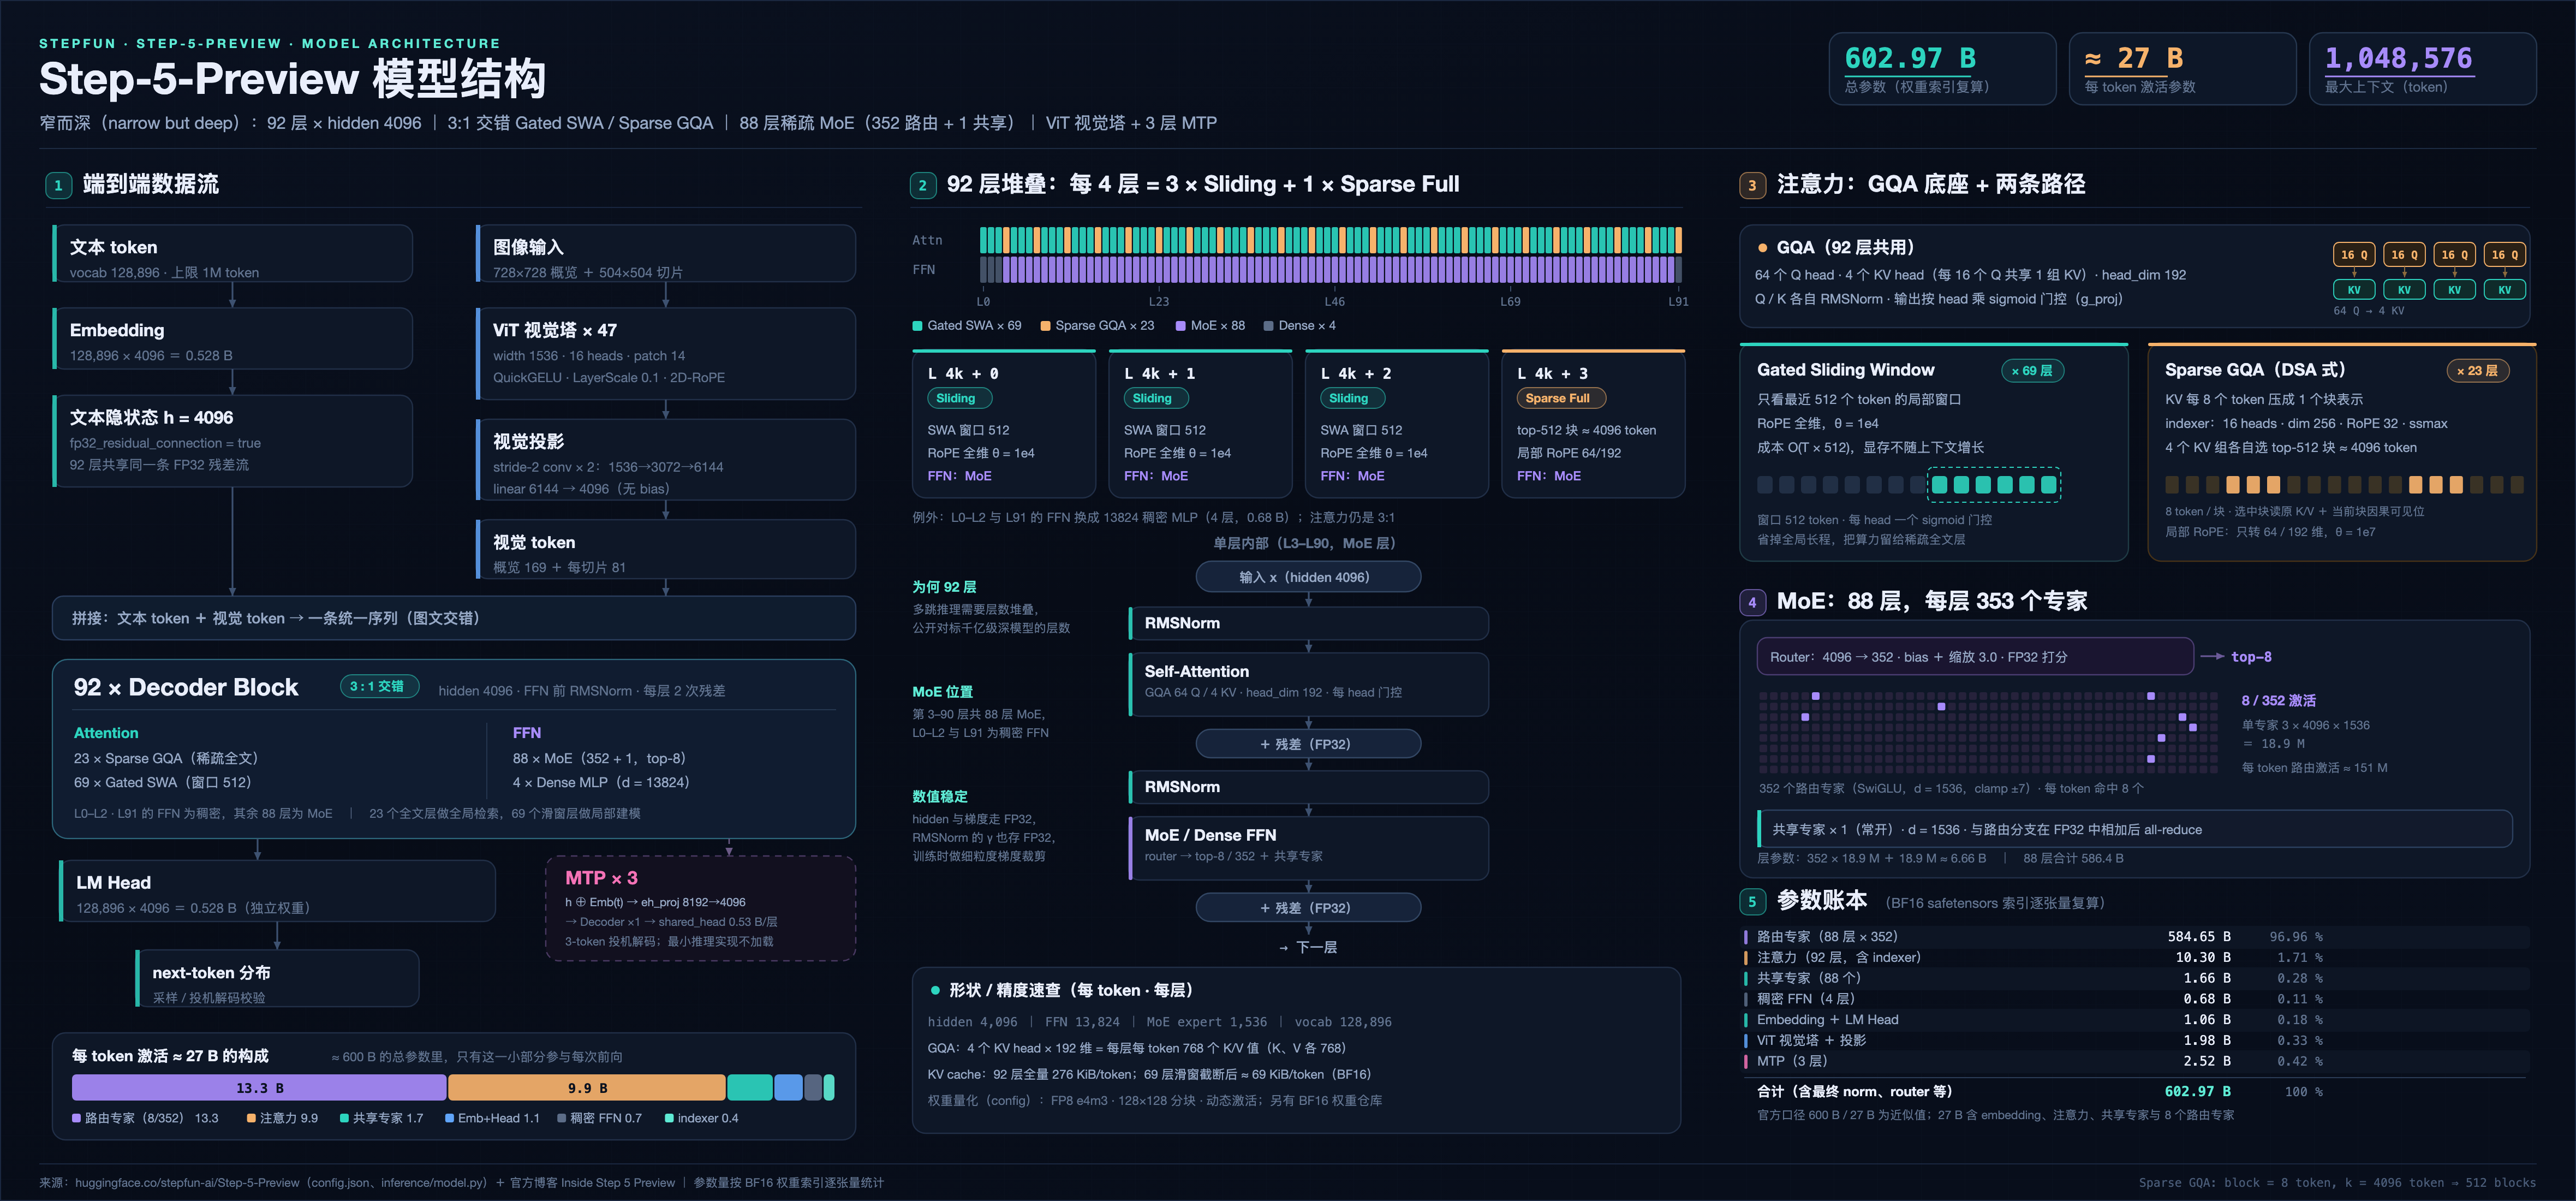 STEPFUN · STEP-5-PREVIEW · MODEL ARCHITECTURE
Step-5-Preview 模型结构
窄而深（narrow but deep）：92 层 × hidden 4096 ｜ 3:1 交错 Gated SWA / Sparse GQA ｜ 88 层稀疏 MoE（352 路由 + 1 共享） ｜ ViT 视觉塔 + 3 层 MTP
602.97 B
总参数（权重索引复算）
≈ 27 B
每 token 激活参数
1,048,576
最大上下文（token）
1 端到端数据流
文本 token
vocab 128,896 · 上限 1M token
Embedding
128,896 × 4096 = 0.528 B
文本隐状态 h = 4096
fp32_residual_connection = true
92 层共享同一条 FP32 残差流
图像输入
728×728 概览 + 504×504 切片
ViT 视觉塔 × 47
width 1536 · 16 heads · patch 14
QuickGELU · LayerScale 0.1 · 2D-RoPE
视觉投影
stride-2 conv × 2：1536→3072→6144
linear 6144 → 4096（无 bias）
视觉 token
概览 169 + 每切片 81
拼接：文本 token + 视觉 token → 一条统一序列（图文交错）
92 × Decoder Block
3 : 1 交错
hidden 4096 · FFN 前 RMSNorm · 每层 2 次残差
Attention
23 × Sparse GQA（稀疏全文）
69 × Gated SWA（窗口 512）
FFN
88 × MoE（352 + 1，top-8）
4 × Dense MLP（d = 13824）
L0–L2 · L91 的 FFN 为稠密，其余 88 层为 MoE ｜ 23 个全文层做全局检索，69 个滑窗层做局部建模
LM Head
128,896 × 4096 = 0.528 B（独立权重）
MTP × 3
h ⊕ Emb(t) → eh_proj 8192→4096
→ Decoder ×1 → shared_head 0.53 B/层
3-token 投机解码；最小推理实现不加载
next-token 分布
采样 / 投机解码校验
每 token 激活 ≈ 27 B 的构成
≈ 600 B 的总参数里，只有这一小部分参与每次前向
13.3 B
9.9 B
路由专家（8/352） 13.3
注意力 9.9
共享专家 1.7
Emb+Head 1.1
稠密 FFN 0.7
indexer 0.4
2 92 层堆叠：每 4 层 = 3 × Sliding + 1 × Sparse Full
Attn
FFN
L0
L23
L46
L69
L91
Gated SWA × 69
Sparse GQA × 23
MoE × 88
Dense × 4
L 4k + 0
Sliding
SWA 窗口 512
RoPE 全维 θ = 1e4
FFN：MoE
L 4k + 1
Sliding
SWA 窗口 512
RoPE 全维 θ = 1e4
FFN：MoE
L 4k + 2
Sliding
SWA 窗口 512
RoPE 全维 θ = 1e4
FFN：MoE
L 4k + 3
Sparse Full
top-512 块 ≈ 4096 token
局部 RoPE 64/192
FFN：MoE
例外：L0–L2 与 L91 的 FFN 换成 13824 稠密 MLP（4 层，0.68 B）；注意力仍是 3:1
单层内部（L3–L90，MoE 层）
为何 92 层
多跳推理需要层数堆叠，
公开对标千亿级深模型的层数
MoE 位置
第 3–90 层共 88 层 MoE，
L0–L2 与 L91 为稠密 FFN
数值稳定
hidden 与梯度走 FP32，
RMSNorm 的 γ 也存 FP32，
训练时做细粒度梯度裁剪
输入 x（hidden 4096）
RMSNorm
Self-Attention
GQA 64 Q / 4 KV · head_dim 192 · 每 head 门控
+ 残差（FP32）
RMSNorm
MoE / Dense FFN
router → top-8 / 352 + 共享专家
+ 残差（FP32）
→ 下一层
形状 / 精度速查（每 token · 每层）
hidden 4,096 ｜ FFN 13,824 ｜ MoE expert 1,536 ｜ vocab 128,896
GQA：4 个 KV head × 192 维 = 每层每 token 768 个 K/V 值（K、V 各 768）
KV cache：92 层全量 276 KiB/token；69 层滑窗截断后 ≈ 69 KiB/token（BF16）
权重量化（config）：FP8 e4m3 · 128×128 分块 · 动态激活；另有 BF16 权重仓库
3 注意力：GQA 底座 + 两条路径
GQA（92 层共用）
64 个 Q head · 4 个 KV head（每 16 个 Q 共享 1 组 KV）· head_dim 192
Q / K 各自 RMSNorm · 输出按 head 乘 sigmoid 门控（g_proj）
16 Q 16 Q 16 Q 16 Q
KV KV KV KV
64 Q → 4 KV
Gated Sliding Window
× 69 层
只看最近 512 个 token 的局部窗口
RoPE 全维，θ = 1e4
成本 O(T × 512)，显存不随上下文增长
窗口 512 token · 每 head 一个 sigmoid 门控
省掉全局长程，把算力留给稀疏全文层
Sparse GQA（DSA 式）
× 23 层
KV 每 8 个 token 压成 1 个块表示
indexer：16 heads · dim 256 · RoPE 32 · ssmax
4 个 KV 组各自选 top-512 块 ≈ 4096 token
8 token / 块 · 选中块读原 K/V + 当前块因果可见位
局部 RoPE：只转 64 / 192 维，θ = 1e7
4 MoE：88 层，每层 353 个专家
Router：4096 → 352 · bias + 缩放 3.0 · FP32 打分
top-8
8 / 352 激活
单专家 3 × 4096 × 1536
= 18.9 M
每 token 路由激活 ≈ 151 M
352 个路由专家（SwiGLU，d = 1536，clamp ±7）· 每 token 命中 8 个
共享专家 × 1（常开）· d = 1536 · 与路由分支在 FP32 中相加后 all-reduce
层参数：352 × 18.9 M + 18.9 M ≈ 6.66 B ｜ 88 层合计 586.4 B
5 参数账本 （BF16 safetensors 索引逐张量复算）
路由专家（88 层 × 352） 584.65 B 96.96 %
注意力（92 层，含 indexer） 10.30 B 1.71 %
共享专家（88 个） 1.66 B 0.28 %
稠密 FFN（4 层） 0.68 B 0.11 %
Embedding + LM Head 1.06 B 0.18 %
ViT 视觉塔 + 投影 1.98 B 0.33 %
MTP（3 层） 2.52 B 0.42 %
合计（含最终 norm、router 等） 602.97 B 100 %
官方口径 600 B / 27 B 为近似值；27 B 含 embedding、注意力、共享专家与 8 个路由专家
来源：huggingface.co/stepfun-ai/Step-5-Preview（config.json、inference/model.py）+ 官方博客 Inside Step 5 Preview ｜ 参数量按 BF16 权重索引逐张量统计
Sparse GQA: block = 8 token, k = 4096 token ⇒ 512 blocks